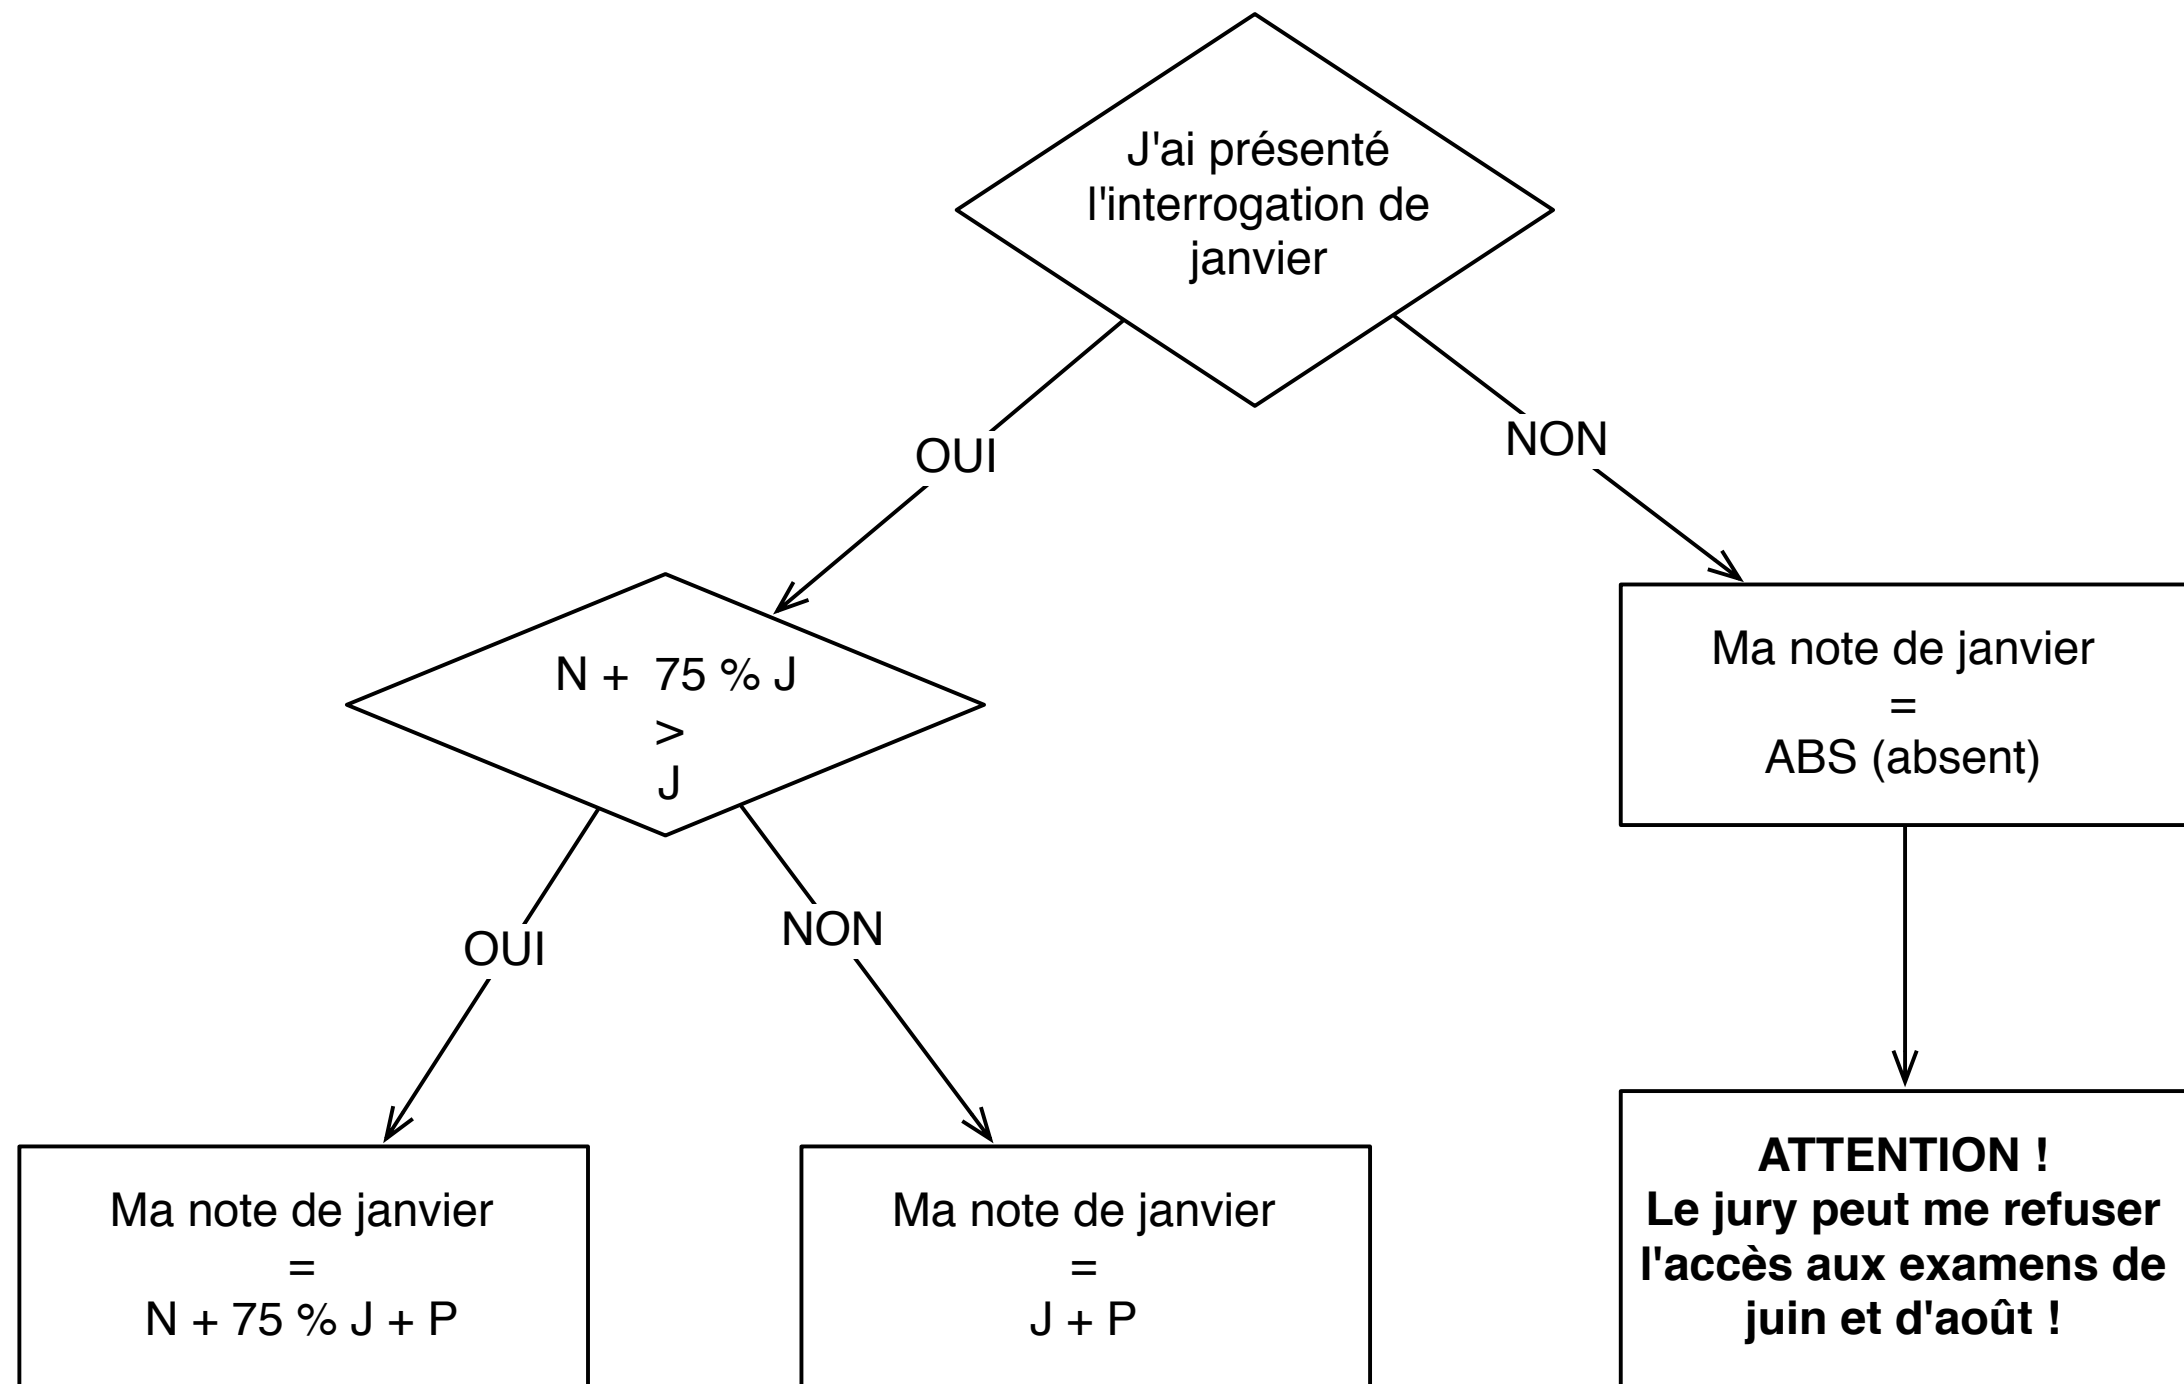 J'ai présenté
l'interrogation de
janvier
OUI
NON
N +  75 % J
>
J
Ma note de janvier
=
ABS (absent)
OUI
NON
Ma note de janvier
=
N + 75 % J + P
Ma note de janvier
=
J + P
ATTENTION !
Le jury peut me refuser
l'accès aux examens de
juin et d'août !